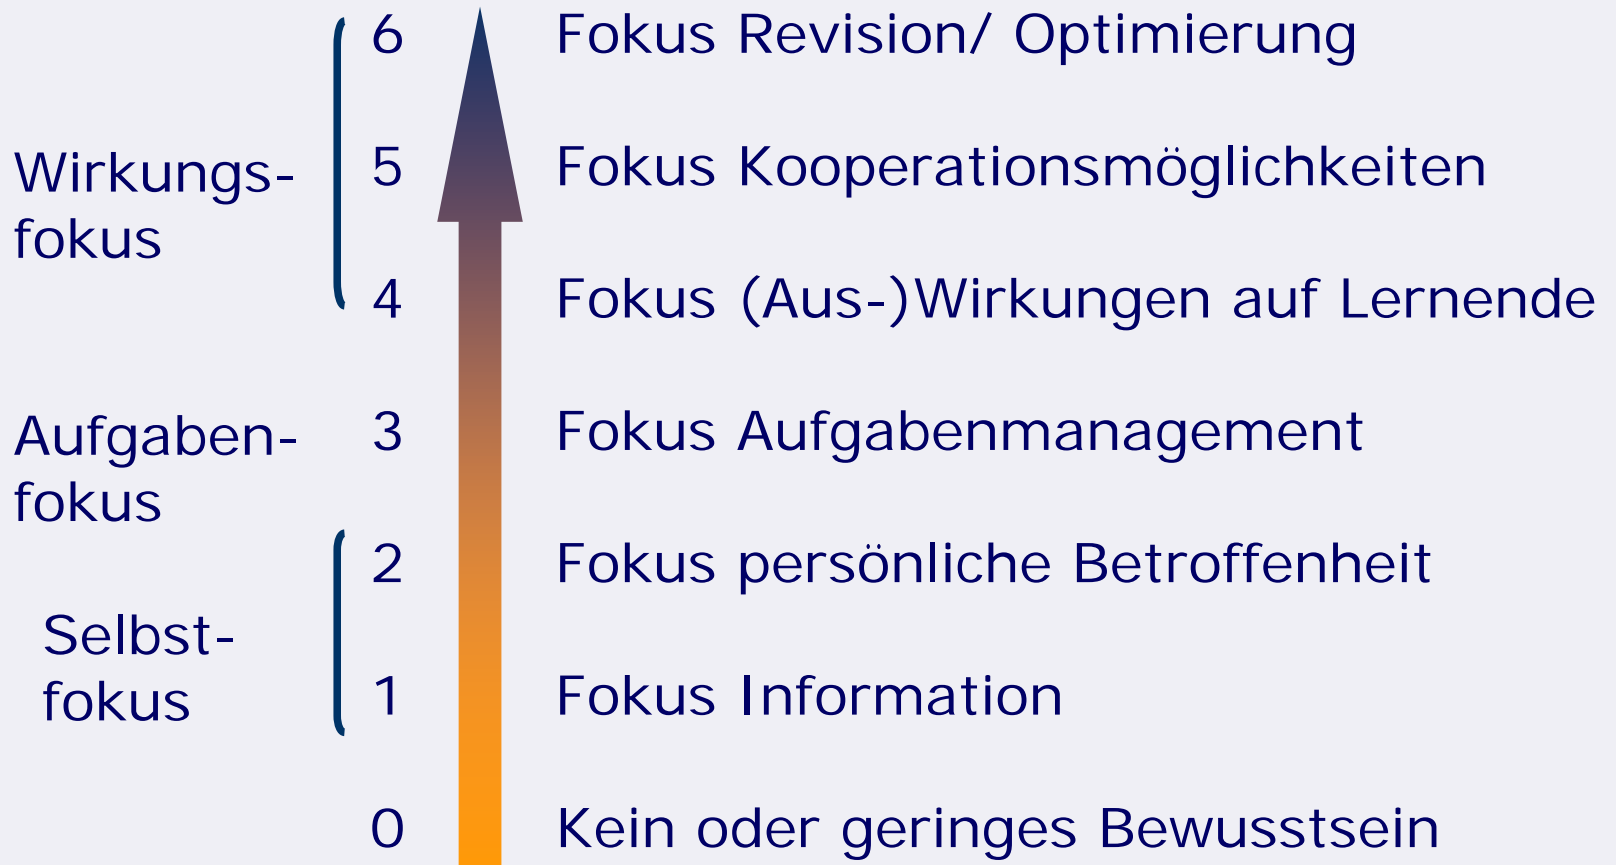 6 Fokus Revision/ Optimierung
Wirkungs-
fokus
5 Fokus Kooperationsmöglichkeiten
4 Fokus (Aus-)Wirkungen auf Lernende
Aufgaben-
fokus
3 Fokus Aufgabenmanagement
2 Fokus persönliche Betroffenheit
Selbst-
fokus
1 Fokus Information
0 Kein oder geringes Bewusstsein